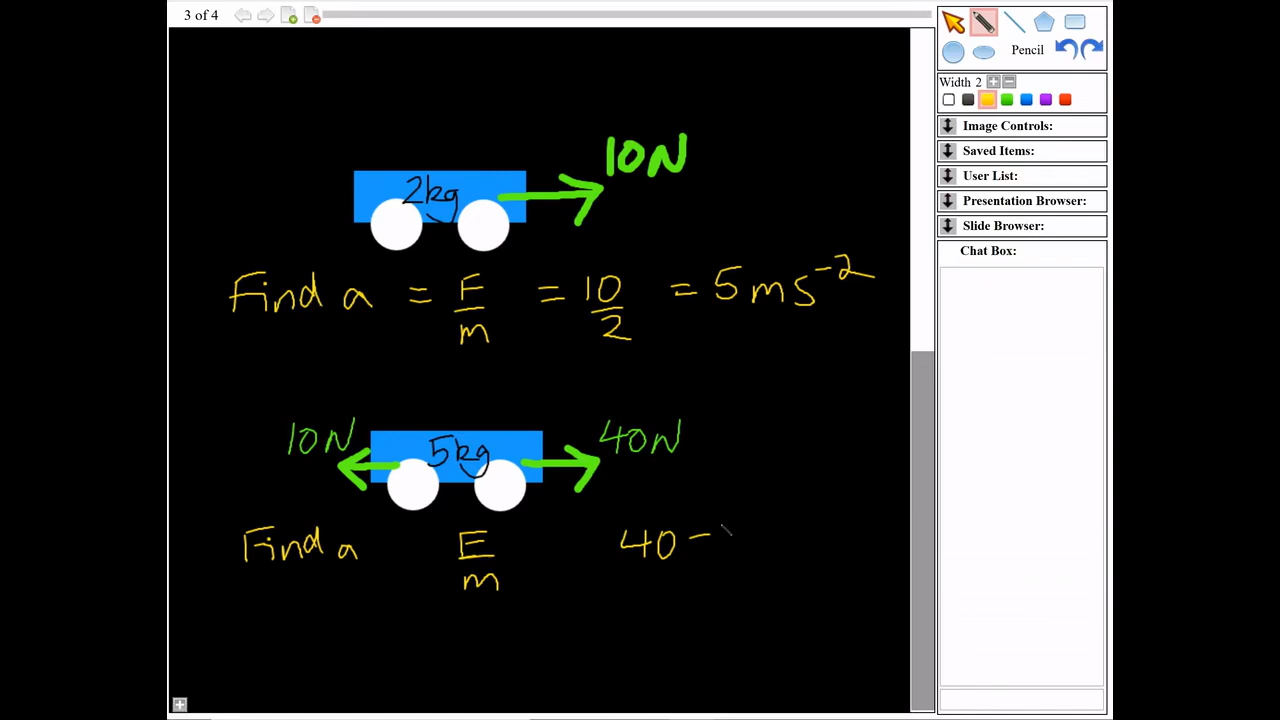 3 of 4
Pencil
Width 2
Image Controls:
Saved Items:
User List:
Presentation Browser:
Slide Browser:
Chat Box:
10N
2kg
Find a = F/m = 10/2 = 5ms⁻²
10N 5kg 40N
Find a F/m 40 -